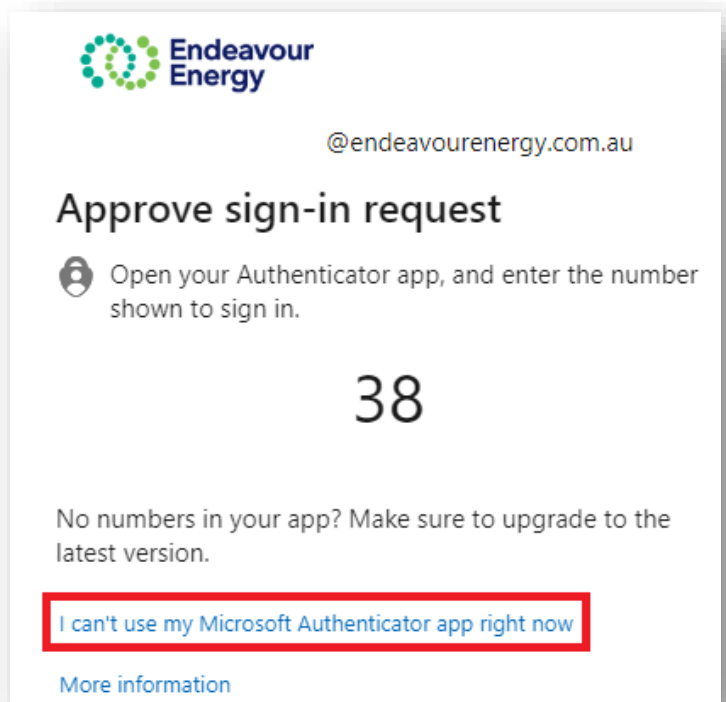 Endeavour
Energy
@endeavourenergy.com.au
Approve sign-in request
Open your Authenticator app, and enter the number
shown to sign in.
38
No numbers in your app? Make sure to upgrade to the
latest version.
I can't use my Microsoft Authenticator app right now
More information